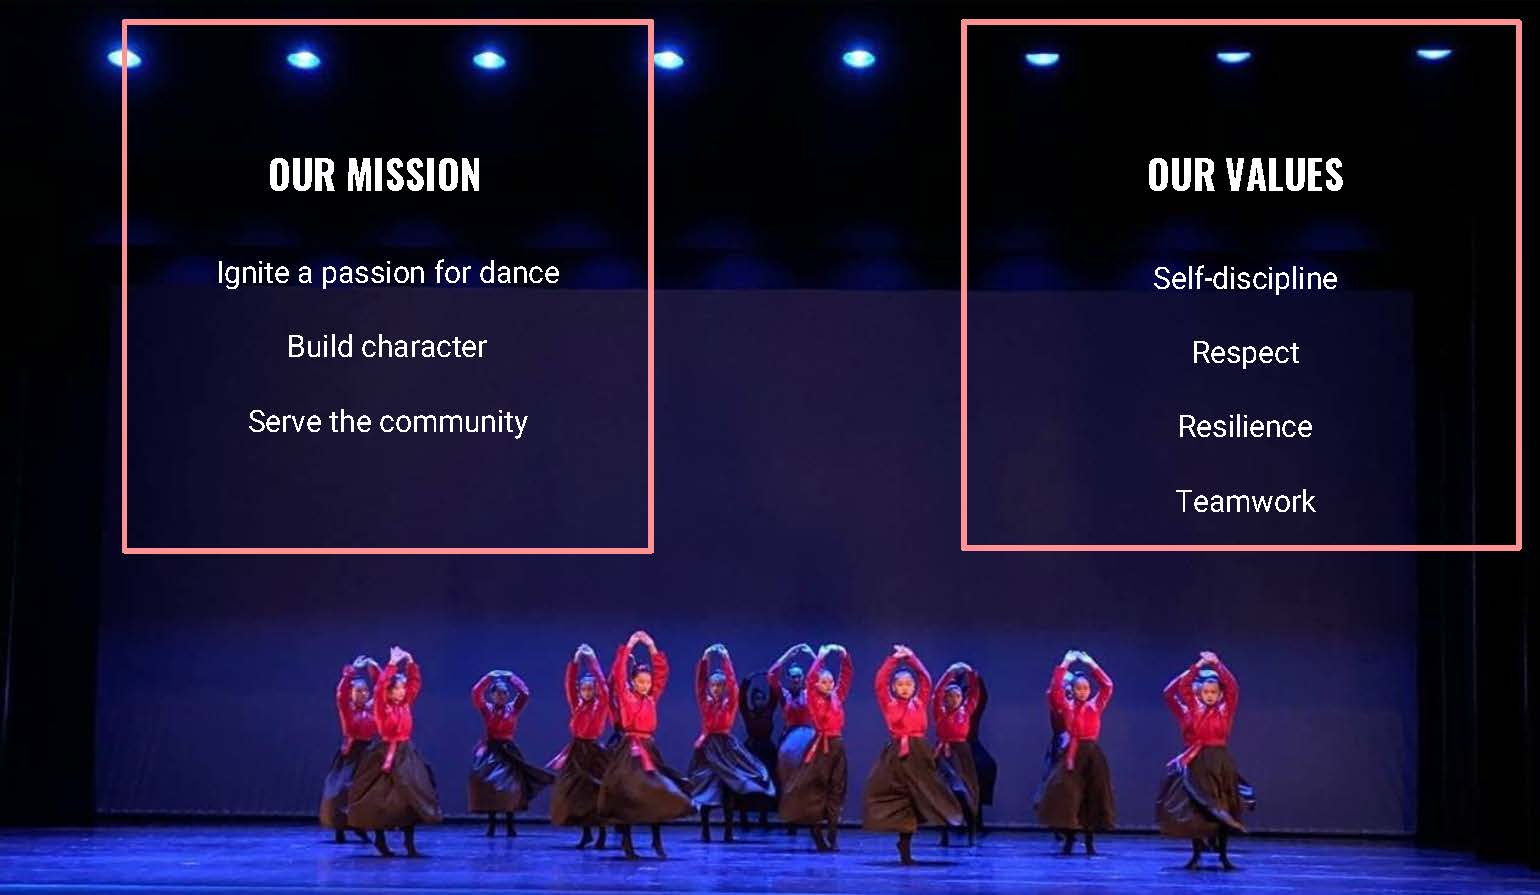 OUR MISSION
Ignite a passion for dance
Build character
Serve the community
OUR VALUES
Self-discipline
Respect
Resilience
Teamwork